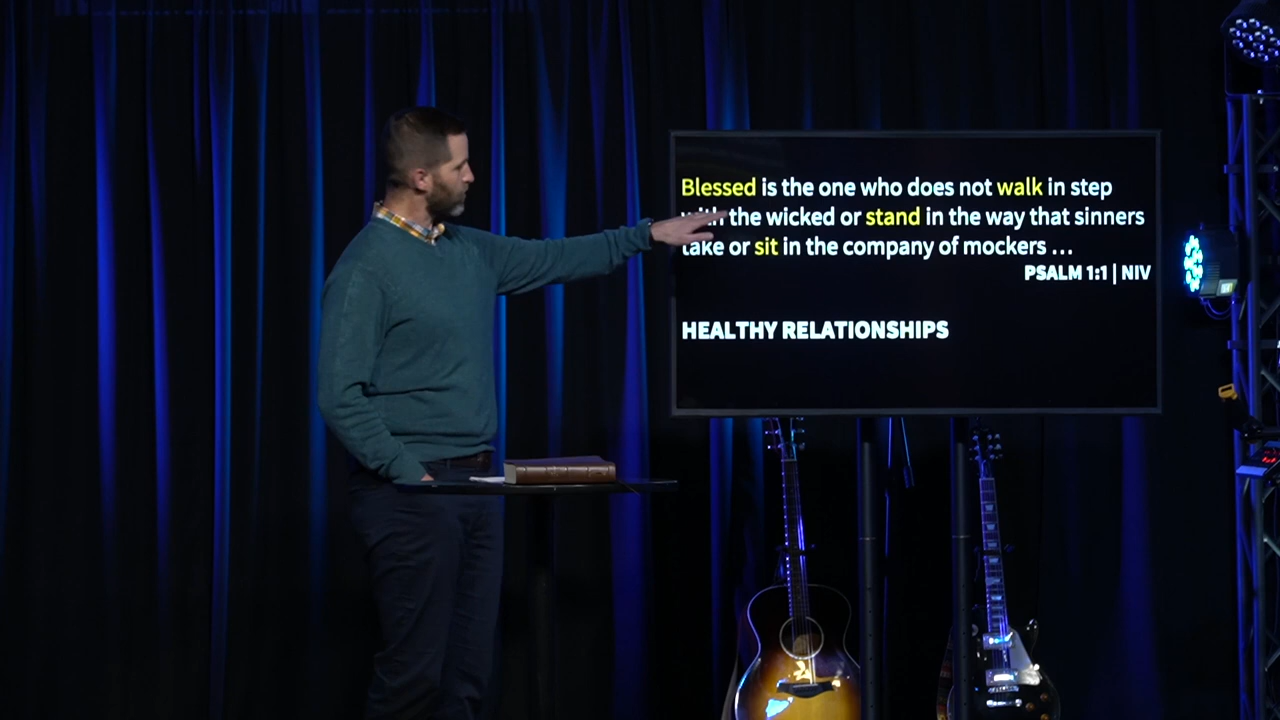 Blessed is the one who does not walk in step
with the wicked or stand in the way that sinners
take or sit in the company of mockers ...
PSALM 1:1 | NIV
HEALTHY RELATIONSHIPS